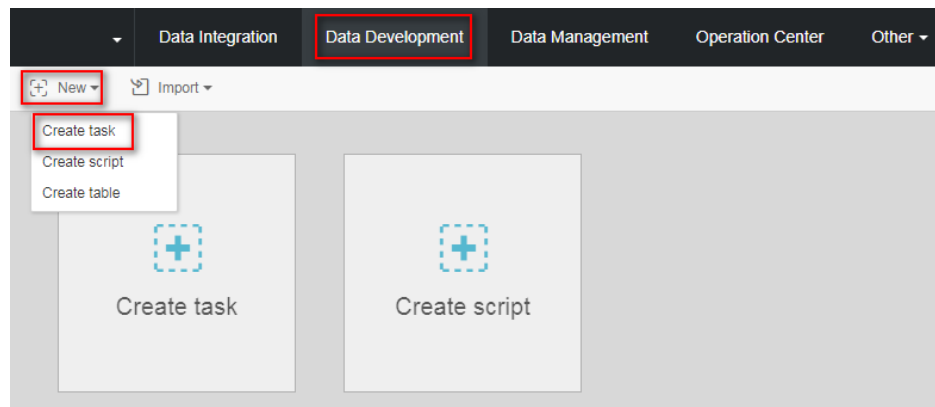 Data Integration Data Development Data Management Operation Center Other
New Import
Create task
Create script
Create table
Create task Create script